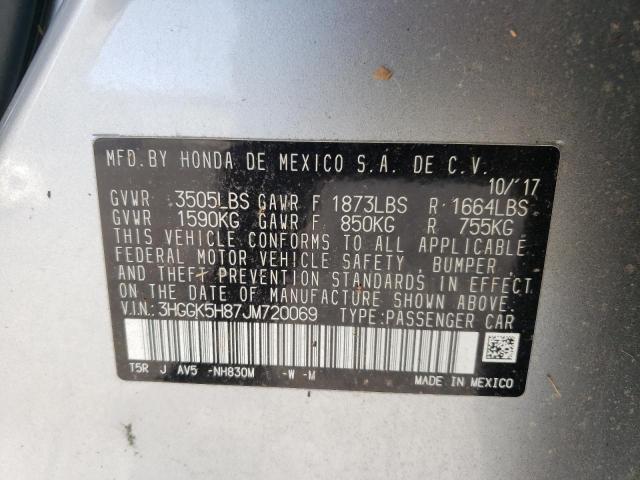 MFD. BY HONDA DE MEXICO S.A. DE C.V.
10/'17
GVWR 3505LBS GAWR F 1873LBS R 1664LBS
GVWR 1590KG GAWR F 850KG R 755KG
THIS VEHICLE CONFORMS TO ALL APPLICABLE
FEDERAL MOTOR VEHICLE SAFETY, BUMPER,
AND THEFT PREVENTION STANDARDS IN EFFECT
ON THE DATE OF MANUFACTURE SHOWN ABOVE.
V.I.N.: 3HGGK5H87JM720069 TYPE: PASSENGER CAR
T5R J AV5 -NH830M -W -M
MADE IN MEXICO